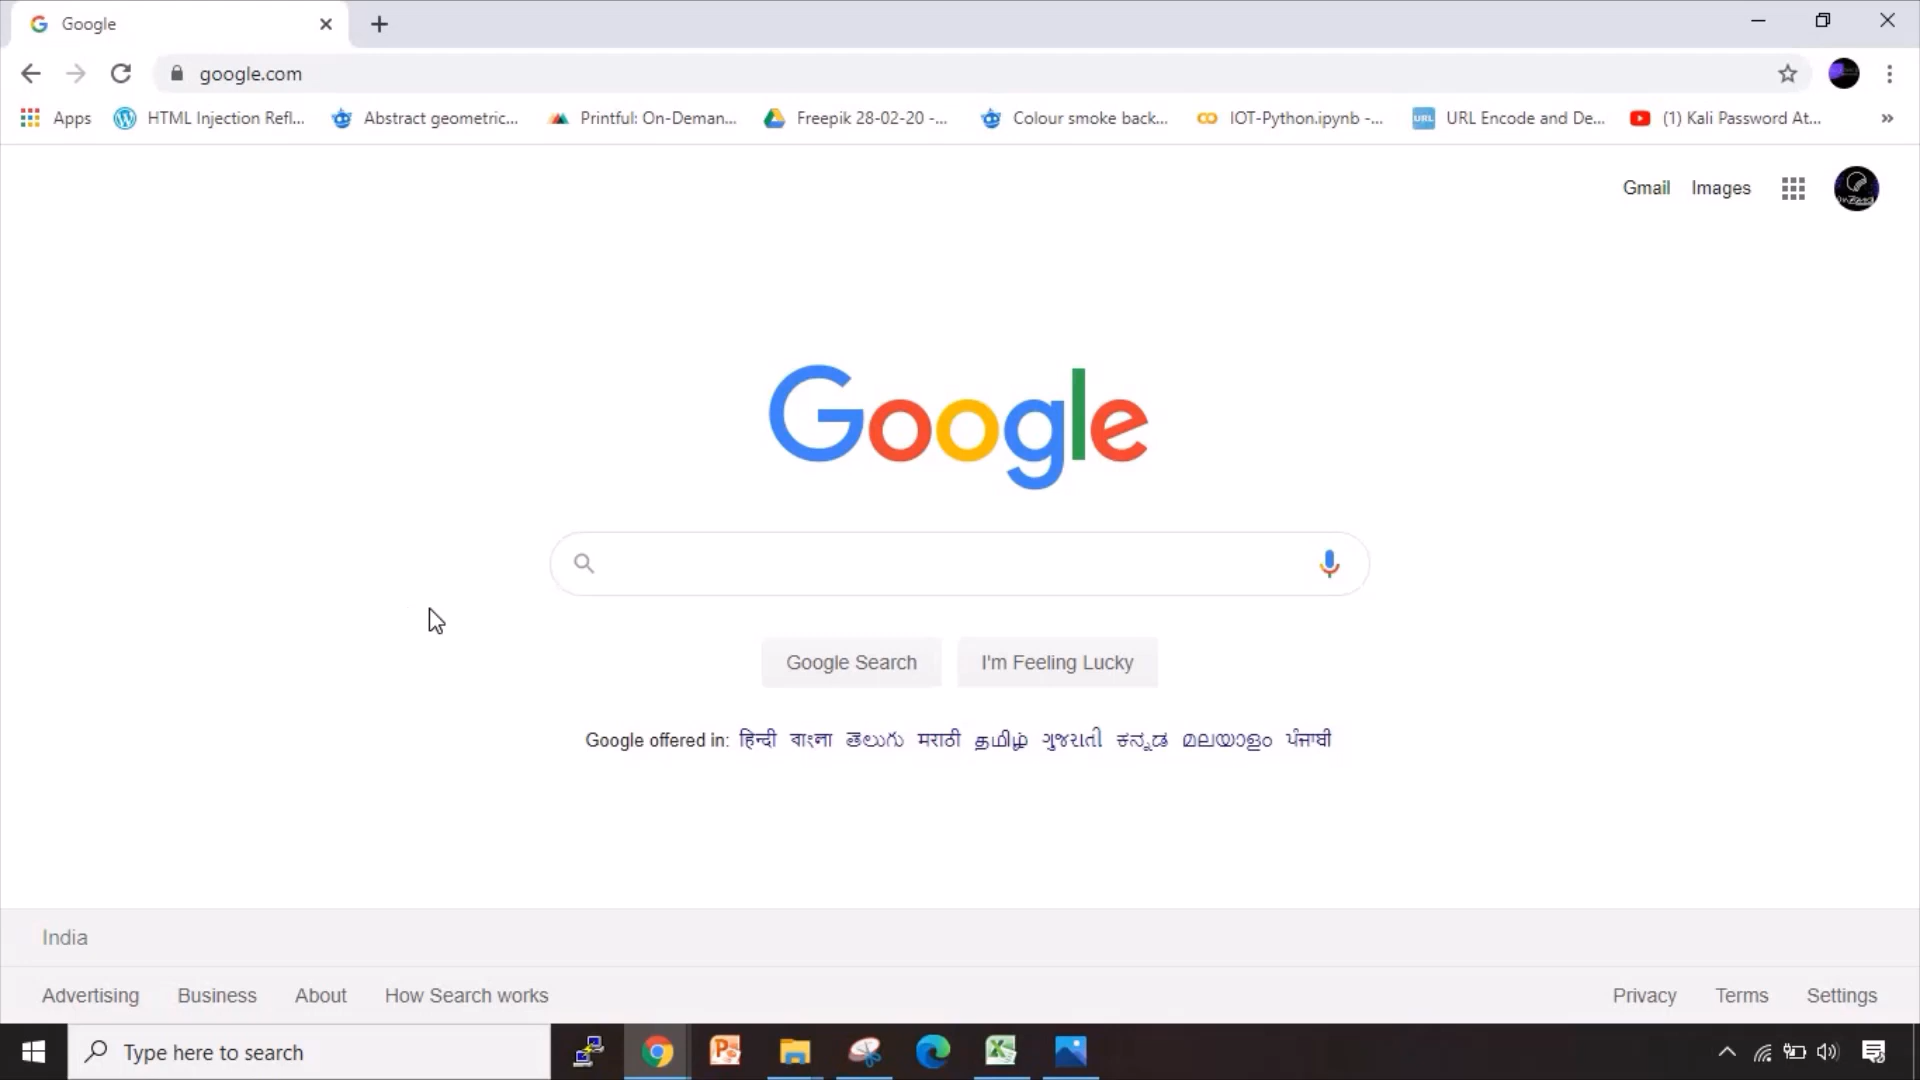 Google
google.com
Apps HTML Injection Refl... Abstract geometric... Printful: On-Deman... Freepik 28-02-20 -... Colour smoke back... IOT-Python.ipynb -... URL URL Encode and De... (1) Kali Password At... »
Gmail Images
Google
Google Search I'm Feeling Lucky
Google offered in: हिन्दी বাংলা తెలుగు मराठी தமிழ் ગુજરાતી ಕನ್ನಡ മലയാളം ਪੰਜਾਬੀ
India
Advertising Business About How Search works Privacy Terms Settings
Type here to search